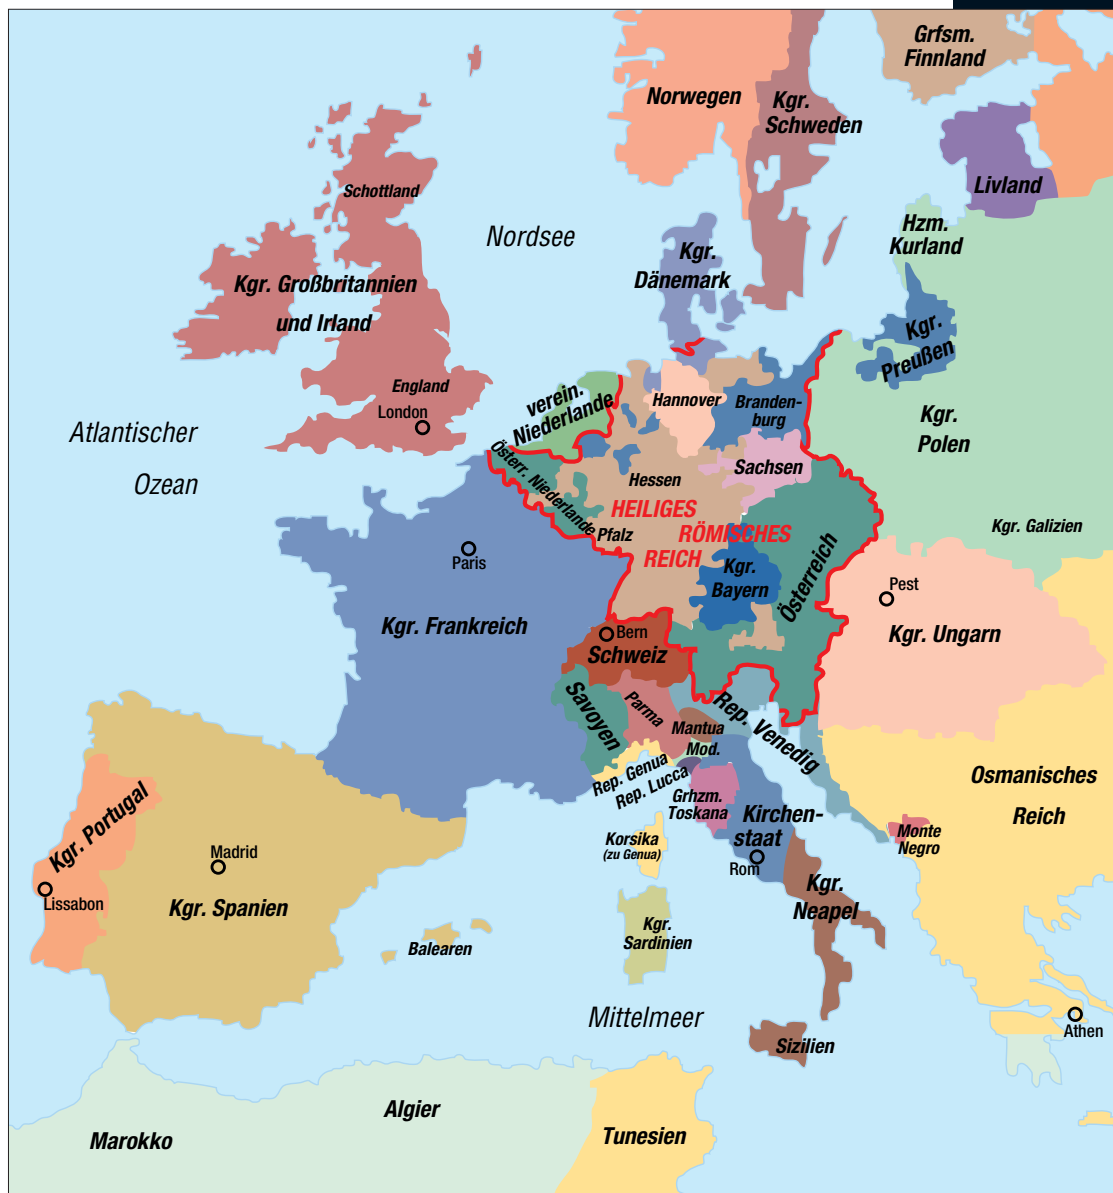 Grfsm.
Finnland
Norwegen
Kgr.
Schweden
Livland
Schottland
Hzm.
Kurland
Nordsee
Kgr.
Dänemark
Kgr. Großbritannien
und Irland
Kgr.
Preußen
England
London
verein.
Niederlande
Hannover
Branden-
burg
Kgr.
Polen
Atlantischer
Ozean
Österr. Niederlande
Hessen
Sachsen
HEILIGES
RÖMISCHES
REICH
Pfalz
Kgr. Galizien
Paris
Kgr.
Bayern
Österreich
Pest
Kgr. Frankreich
Bern
Schweiz
Kgr. Ungarn
Savoyen
Parma
Mantua
Rep. Venedig
Mod.
Rep. Genua
Rep. Lucca
Osmanisches
Reich
Grhzm.
Toskana
Kirchen-
staat
Korsika
(zu Genua)
Monte
Negro
Kgr. Portugal
Madrid
Rom
Lissabon
Kgr. Spanien
Kgr.
Neapel
Kgr.
Sardinien
Balearen
Mittelmeer
Athen
Sizilien
Algier
Marokko
Tunesien